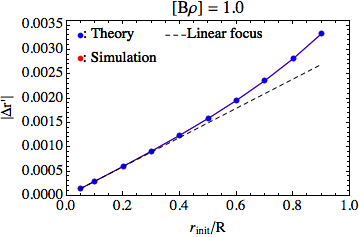 [Bρ] = 1.0
: Theory ---Linear focus
: Simulation
|Δr'|
0.0035
0.0030
0.0025
0.0020
0.0015
0.0010
0.0005
0.0000
0.0 0.2 0.4 0.6 0.8 1.0
r_init/R